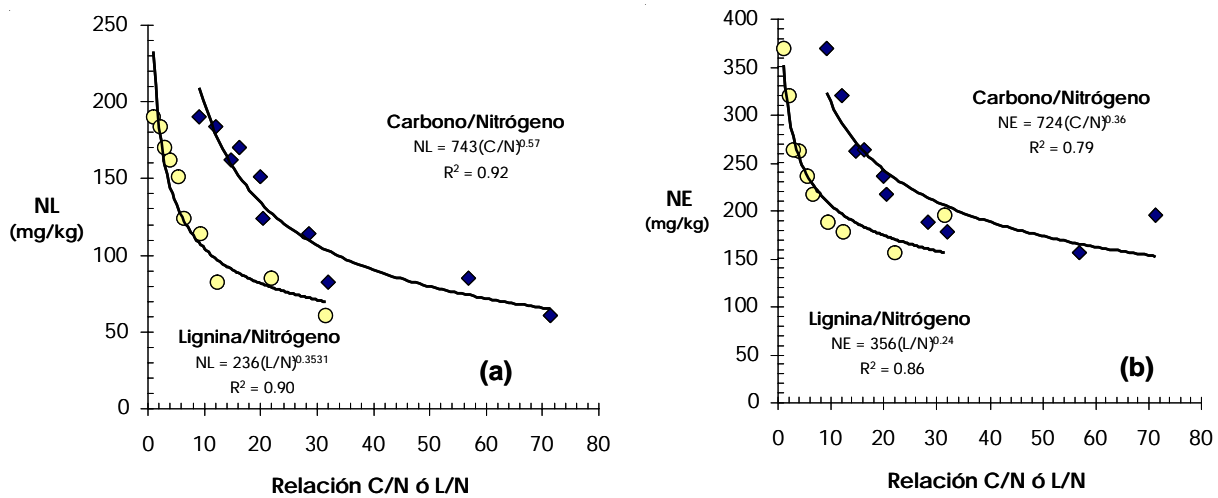 250
200
150
100
50
0
NL
(mg/kg)
Carbono/Nitrógeno
NL = 743(C/N)^0.57
R² = 0.92
Lignina/Nitrógeno
NL = 236(L/N)^0.3531
R² = 0.90
(a)
0 10 20 30 40 50 60 70 80
Relación C/N ó L/N
400
350
300
250
200
150
100
50
0
NE
(mg/kg)
Carbono/Nitrógeno
NE = 724(C/N)^0.36
R² = 0.79
Lignina/Nitrógeno
NE = 356(L/N)^0.24
R² = 0.86
(b)
0 10 20 30 40 50 60 70 80
Relación C/N ó L/N